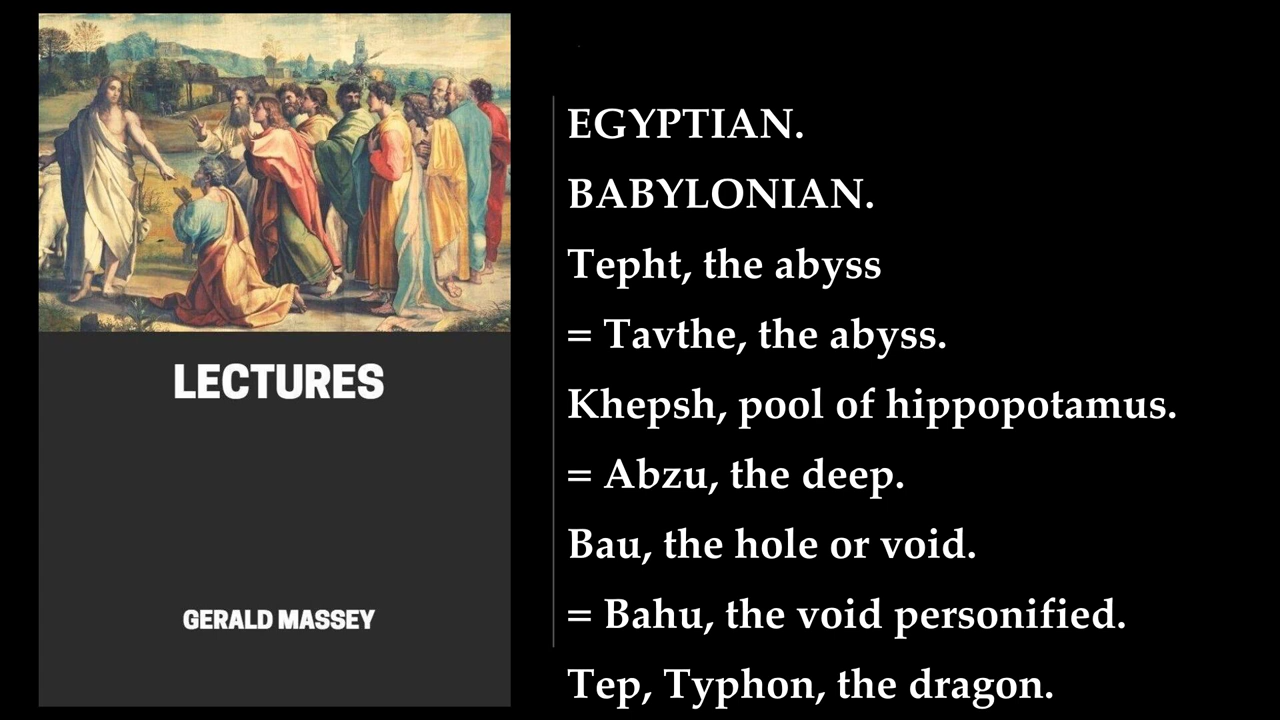 LECTURES
GERALD MASSEY
EGYPTIAN.
BABYLONIAN.
Tepht, the abyss
= Tavthe, the abyss.
Khepsh, pool of hippopotamus.
= Abzu, the deep.
Bau, the hole or void.
= Bahu, the void personified.
Tep, Typhon, the dragon.